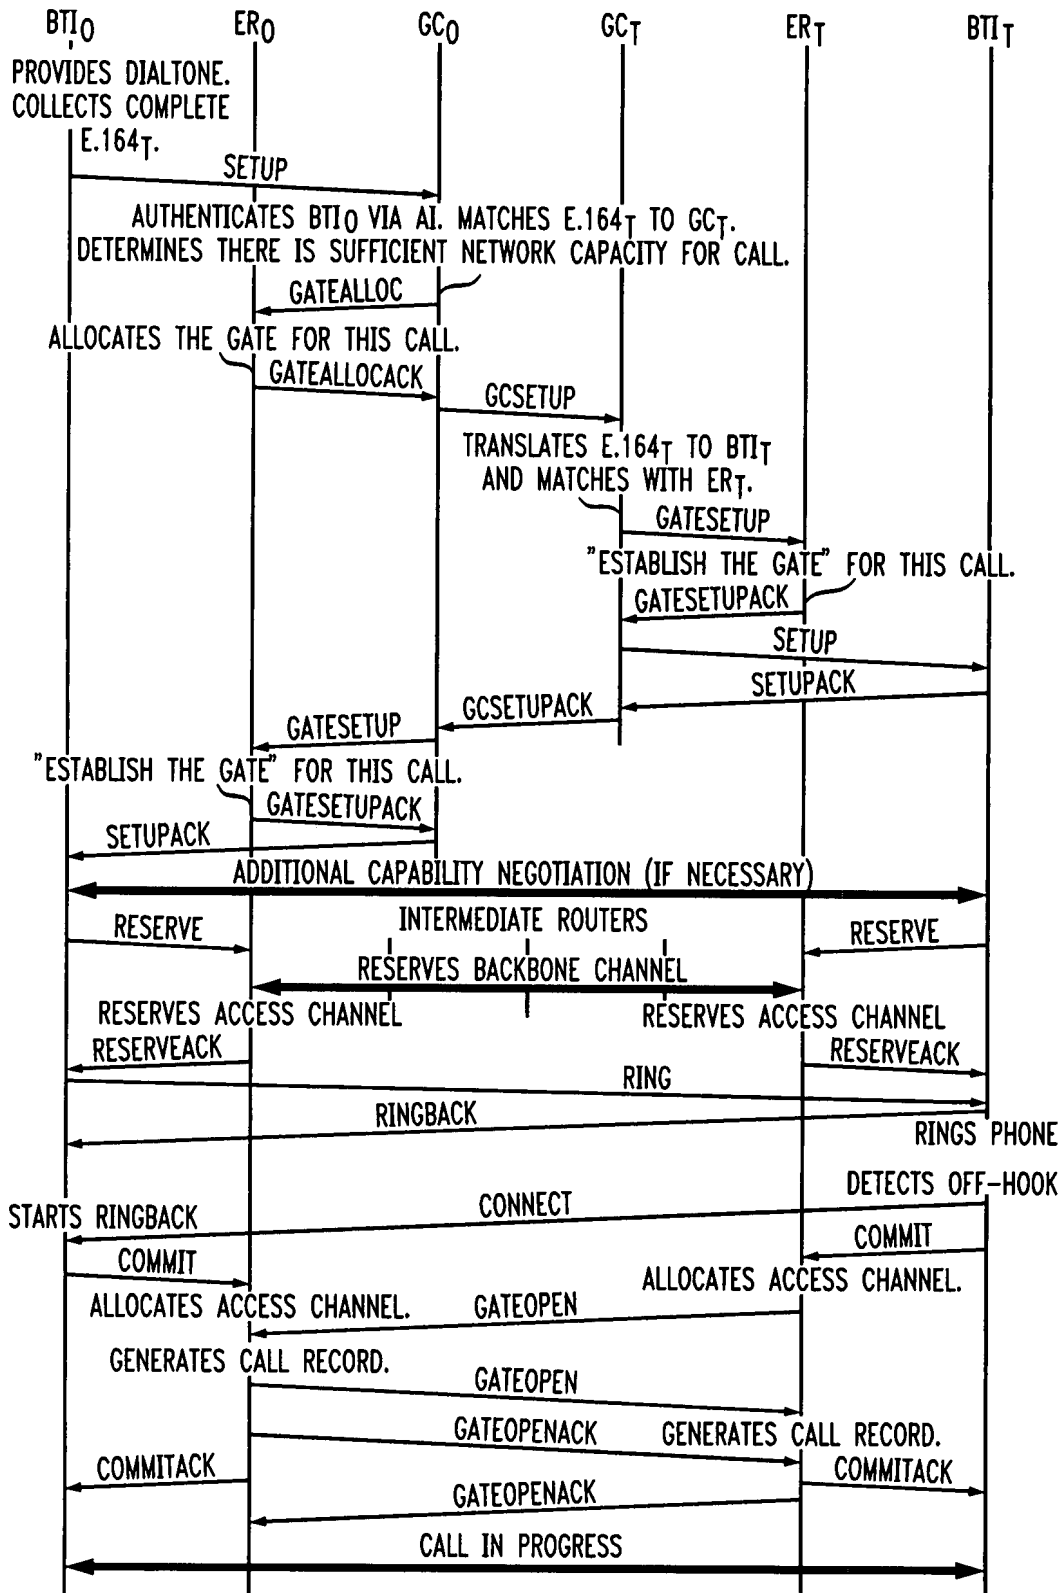 BTIO ERO GCO GCT ERT BTIT
PROVIDES DIALTONE.
COLLECTS COMPLETE
E.164T.
SETUP
AUTHENTICATES BTIO VIA AI. MATCHES E.164T TO GCT.
DETERMINES THERE IS SUFFICIENT NETWORK CAPACITY FOR CALL.
GATEALLOC
ALLOCATES THE GATE FOR THIS CALL.
GATEALLOCACK
GCSETUP
TRANSLATES E.164T TO BTIT
AND MATCHES WITH ERT.
GATESETUP
"ESTABLISH THE GATE" FOR THIS CALL.
GATESETUPACK
SETUP
SETUPACK
GCSETUPACK
GATESETUP
"ESTABLISH THE GATE" FOR THIS CALL.
GATESETUPACK
SETUPACK
ADDITIONAL CAPABILITY NEGOTIATION (IF NECESSARY)
INTERMEDIATE ROUTERS
RESERVE RESERVE
RESERVES BACKBONE CHANNEL
RESERVES ACCESS CHANNEL RESERVES ACCESS CHANNEL
RESERVEACK RESERVEACK
RING
RINGBACK
RINGS PHONE
DETECTS OFF-HOOK
STARTS RINGBACK CONNECT
COMMIT
COMMIT
ALLOCATES ACCESS CHANNEL.
ALLOCATES ACCESS CHANNEL. GATEOPEN
GENERATES CALL RECORD.
GATEOPEN
GATEOPENACK GENERATES CALL RECORD.
COMMITACK COMMITACK
GATEOPENACK
CALL IN PROGRESS